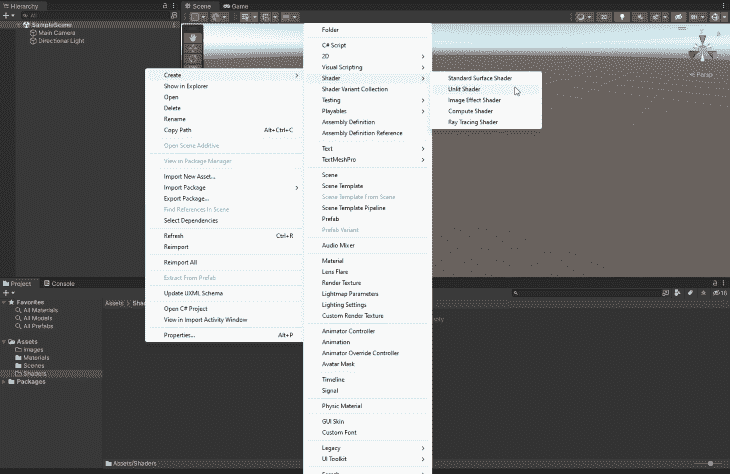 Hierarchy
Scene
Game
All
SampleScene
Main Camera
Directional Light
2D
Persp
Create
Show in Explorer
Open
Delete
Rename
Copy Path Alt+Ctrl+C
Open Scene Additive
View in Package Manager
Import New Asset...
Import Package
Export Package...
Find References In Scene
Select Dependencies
Refresh Ctrl+R
Reimport
Reimport All
Extract From Prefab
Update UXML Schema
Open C# Project
View in Import Activity Window
Properties... Alt+P
Folder
C# Script
2D
Visual Scripting
Shader
Shader Variant Collection
Testing
Playables
Assembly Definition
Assembly Definition Reference
Text
TextMeshPro
Scene
Scene Template
Scene Template From Scene
Scene Template Pipeline
Prefab
Prefab Variant
Audio Mixer
Material
Lens Flare
Render Texture
Lightmap Parameters
Lighting Settings
Custom Render Texture
Animator Controller
Animation
Animator Override Controller
Avatar Mask
Timeline
Signal
Physic Material
GUI Skin
Custom Font
Legacy
UI Toolkit
Search
Standard Surface Shader
Unlit Shader
Image Effect Shader
Compute Shader
Ray Tracing Shader
Project
Console
16
Favorites
All Materials
All Models
All Prefabs
Assets
Images
Materials
Scenes
Shaders
Packages
Assets > Sha
Assets/Shaders